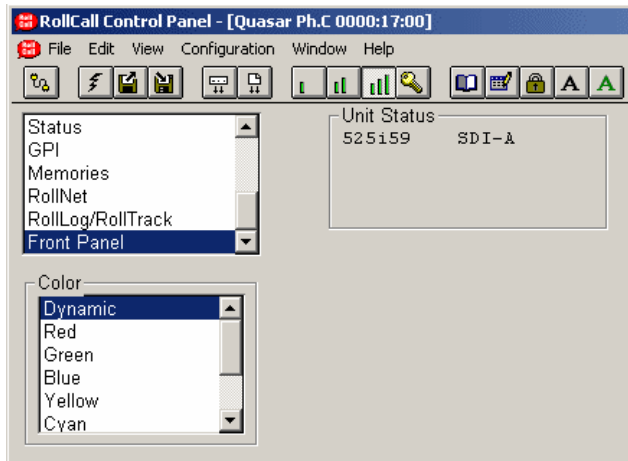 RollCall Control Panel - [Quasar Ph.C 0000:17:00]
File Edit View Configuration Window Help
A A
Status
GPI
Memories
RollNet
RollLog/RollTrack
Front Panel
Unit Status
525i59 SDI-A
Color
Dynamic
Red
Green
Blue
Yellow
Cyan